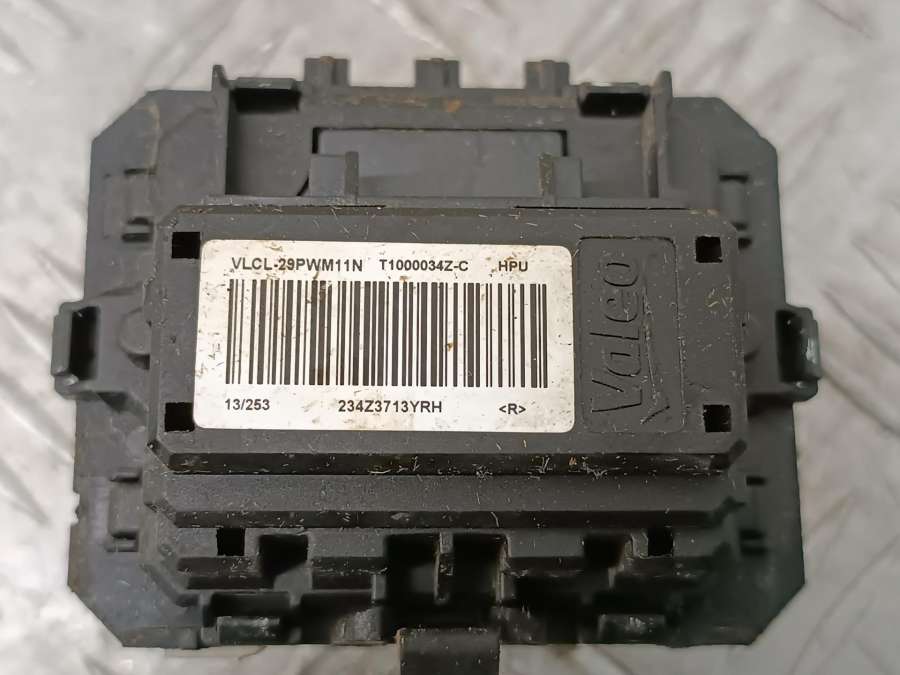 VLCL-29PWM11N T1000034Z-C HPU
13/253 234Z3713YRH <R>
Valeo